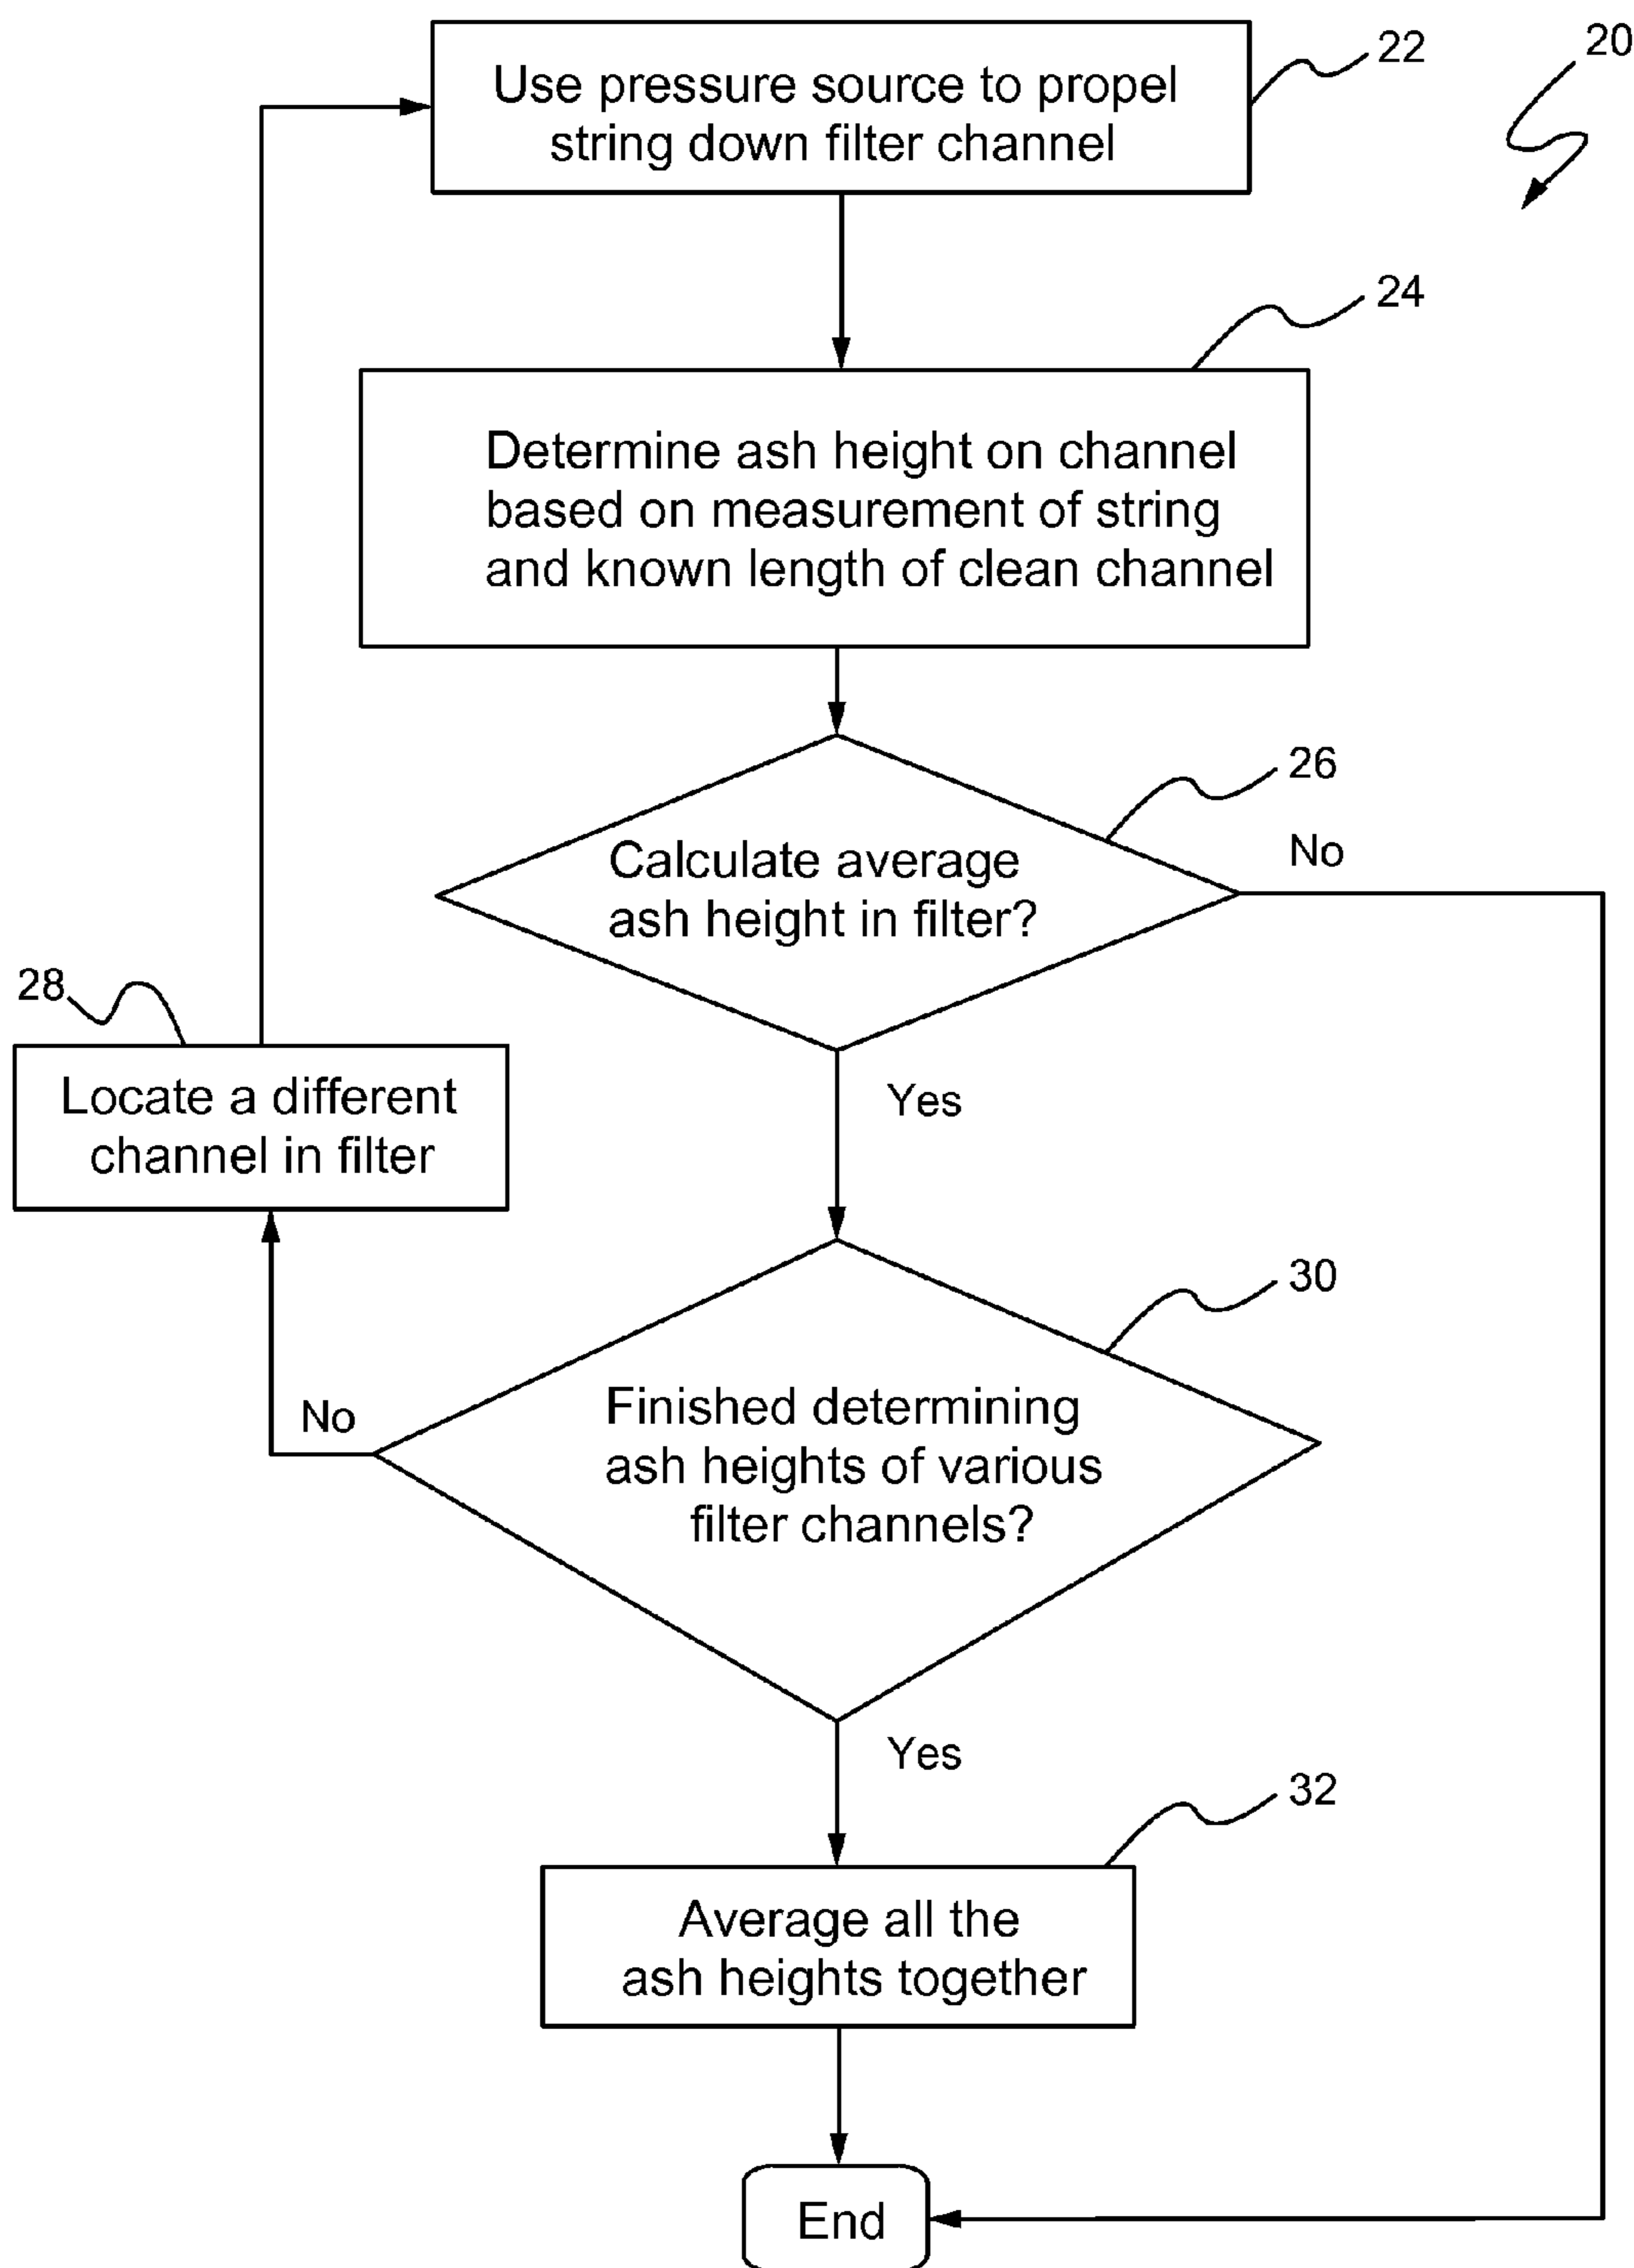 20
22
Use pressure source to propel
string down filter channel
24
Determine ash height on channel
based on measurement of string
and known length of clean channel
26
Calculate average
ash height in filter?
No
Yes
28
Locate a different
channel in filter
30
Finished determining
ash heights of various
filter channels?
No
Yes
32
Average all the
ash heights together
End